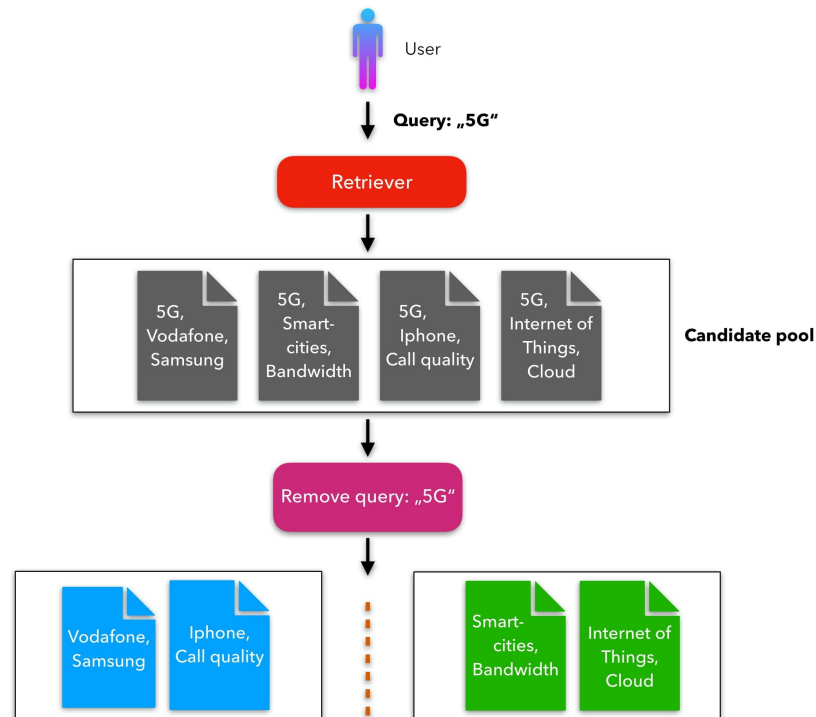 User
Query: „5G“
Retriever
5G,
Vodafone,
Samsung
5G,
Smart-
cities,
Bandwidth
5G,
Iphone,
Call quality
5G,
Internet of
Things,
Cloud
Candidate pool
Remove query: „5G“
Vodafone,
Samsung
Iphone,
Call quality
Smart-
cities,
Bandwidth
Internet of
Things,
Cloud